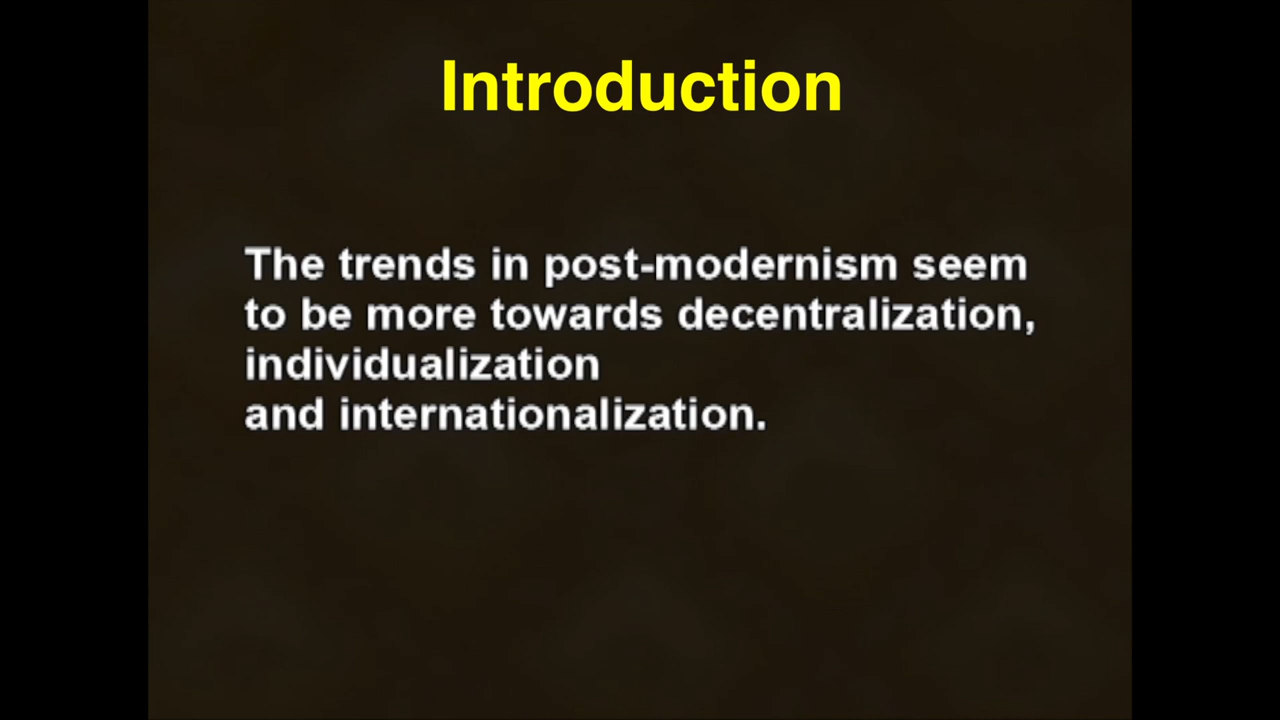 Introduction
The trends in post-modernism seem
to be more towards decentralization,
individualization
and internationalization.